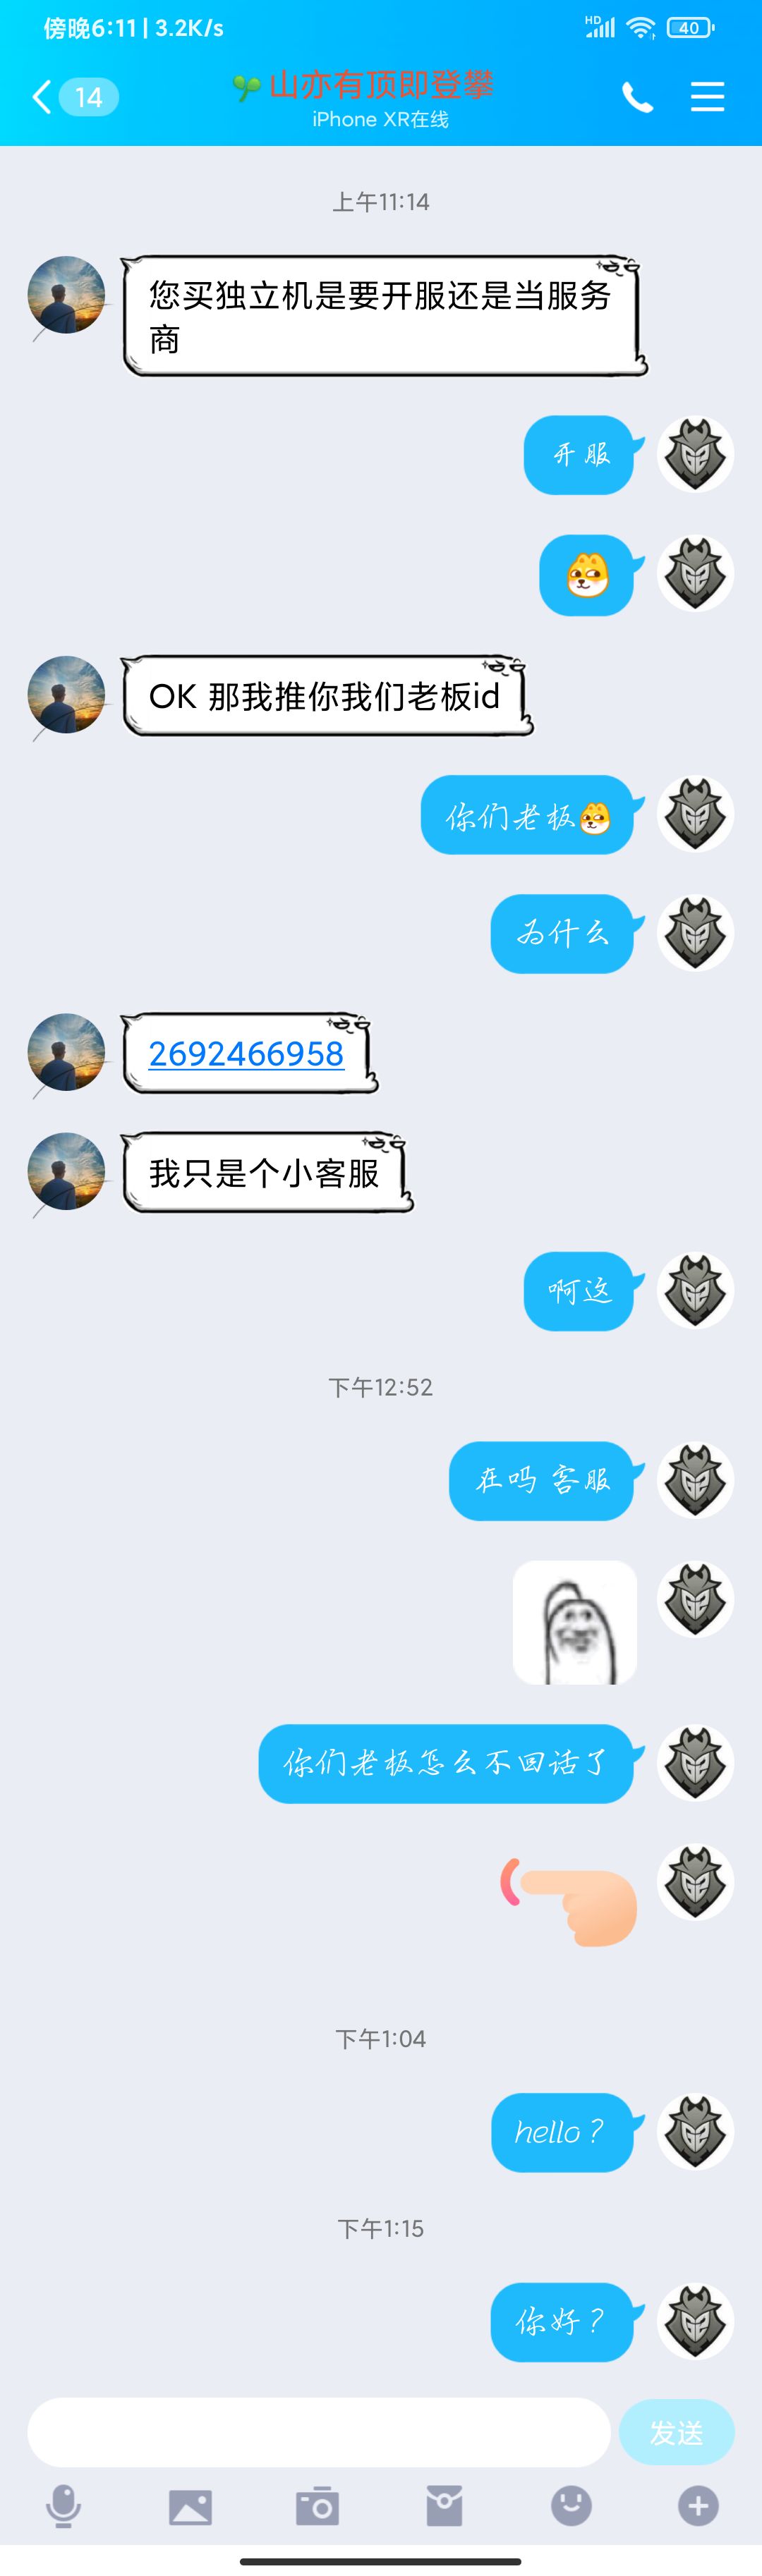 傍晚6:11 | 3.2K/s
HD
40
14
山亦有顶即登攀
iPhone XR在线
上午11:14
您买独立机是要开服还是当服务
商
开服
OK 那我推你我们老板id
你们老板
为什么
2692466958
我只是个小客服
啊这
下午12:52
在吗 客服
你们老板怎么不回话了
下午1:04
hello？
下午1:15
你好？
发送